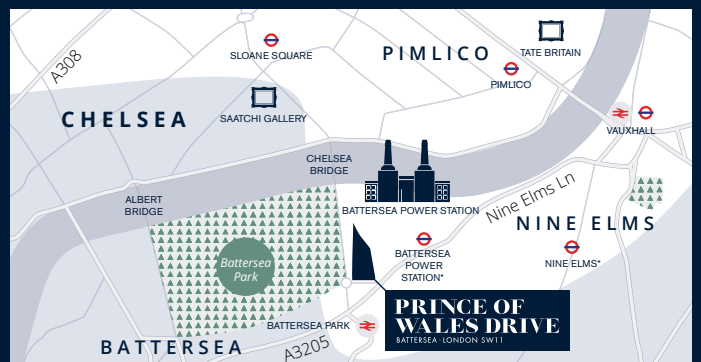 A308
SLOANE SQUARE
PIMLICO
TATE BRITAIN
PIMLICO
CHELSEA
SAATCHI GALLERY
VAUXHALL
CHELSEA
BRIDGE
ALBERT
BRIDGE
BATTERSEA POWER STATION
Nine Elms Ln
NINE ELMS
BATTERSEA
POWER
STATION*
NINE ELMS*
Battersea
Park
PRINCE OF
WALES DRIVE
BATTERSEA · LONDON SW11
BATTERSEA PARK
BATTERSEA
A3205